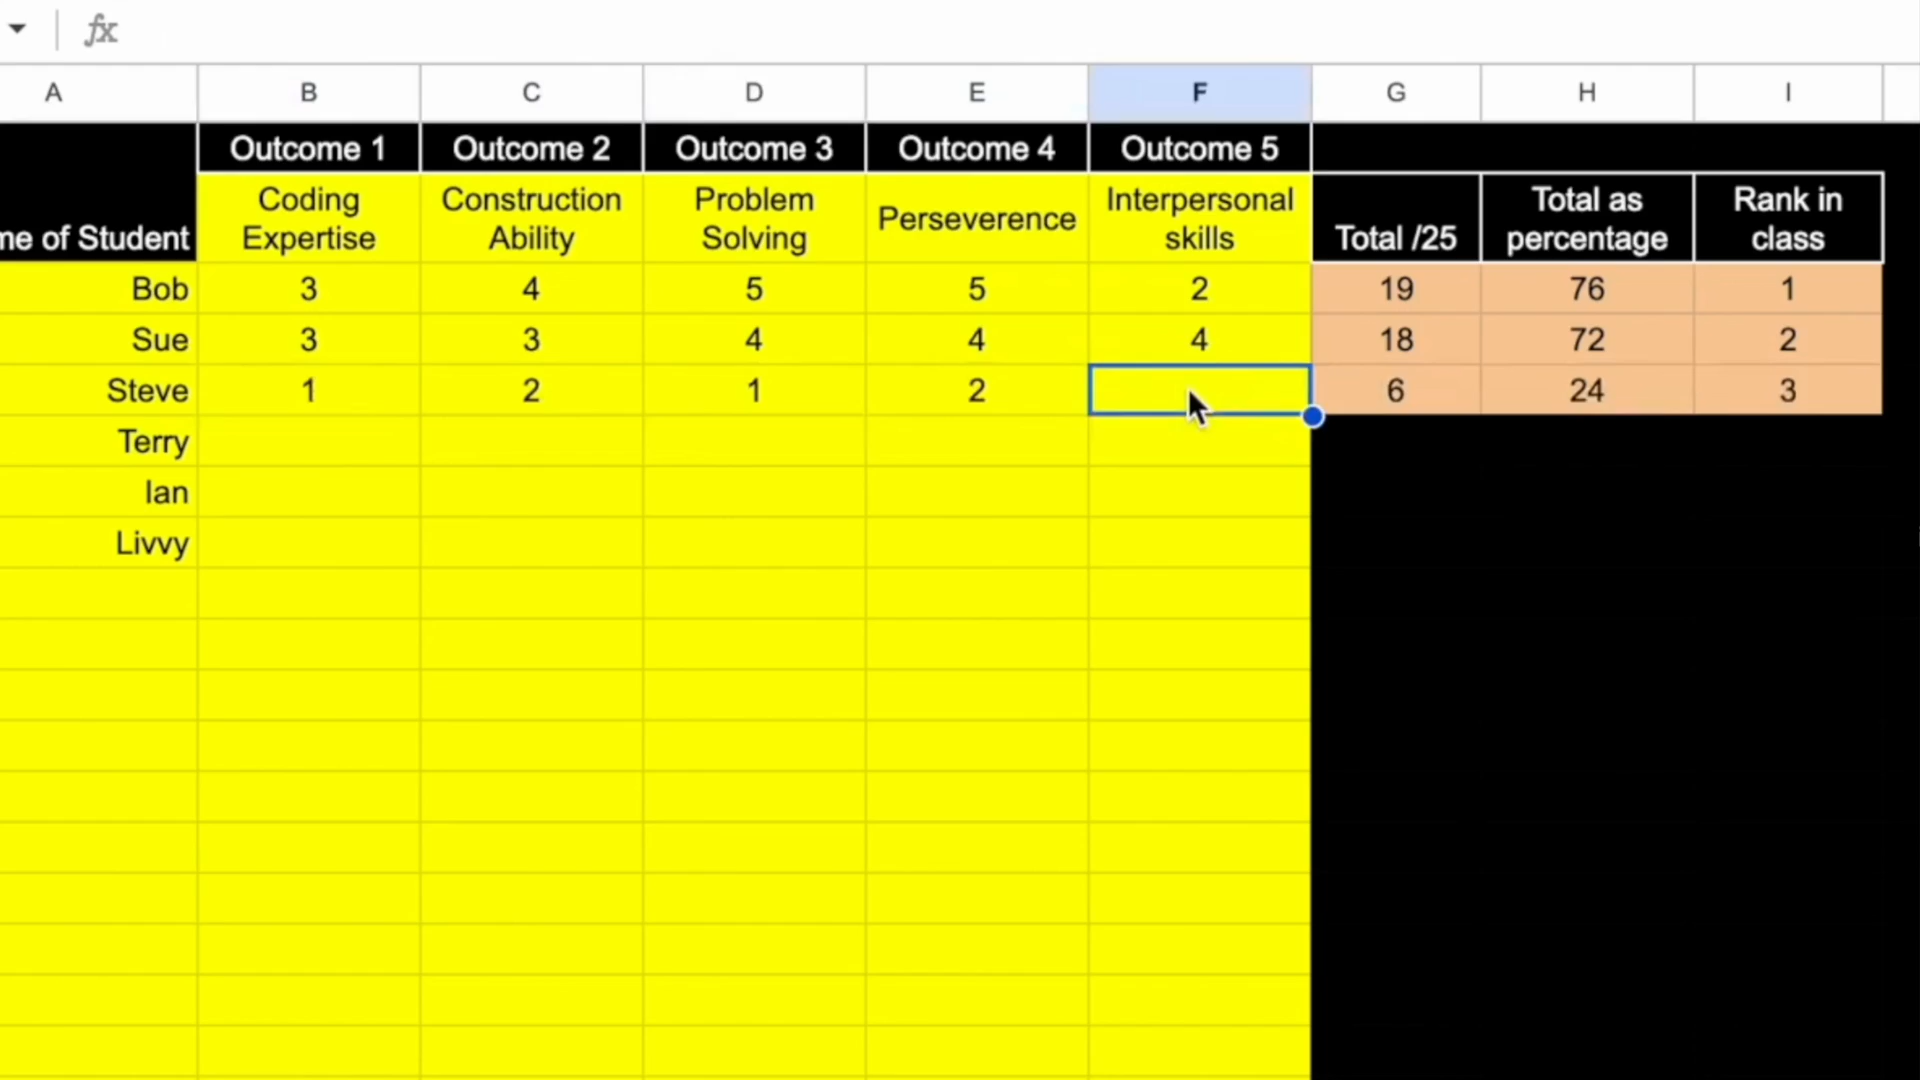 fx
A B C D E F G H I
Outcome 1 Outcome 2 Outcome 3 Outcome 4 Outcome 5
Coding Construction Problem Interpersonal Total as Rank in
me of Student Expertise Ability Solving Perseverence skills Total /25 percentage class
Bob 3 4 5 5 2 19 76 1
Sue 3 3 4 4 4 18 72 2
Steve 1 2 1 2 6 24 3
Terry
Ian
Livvy